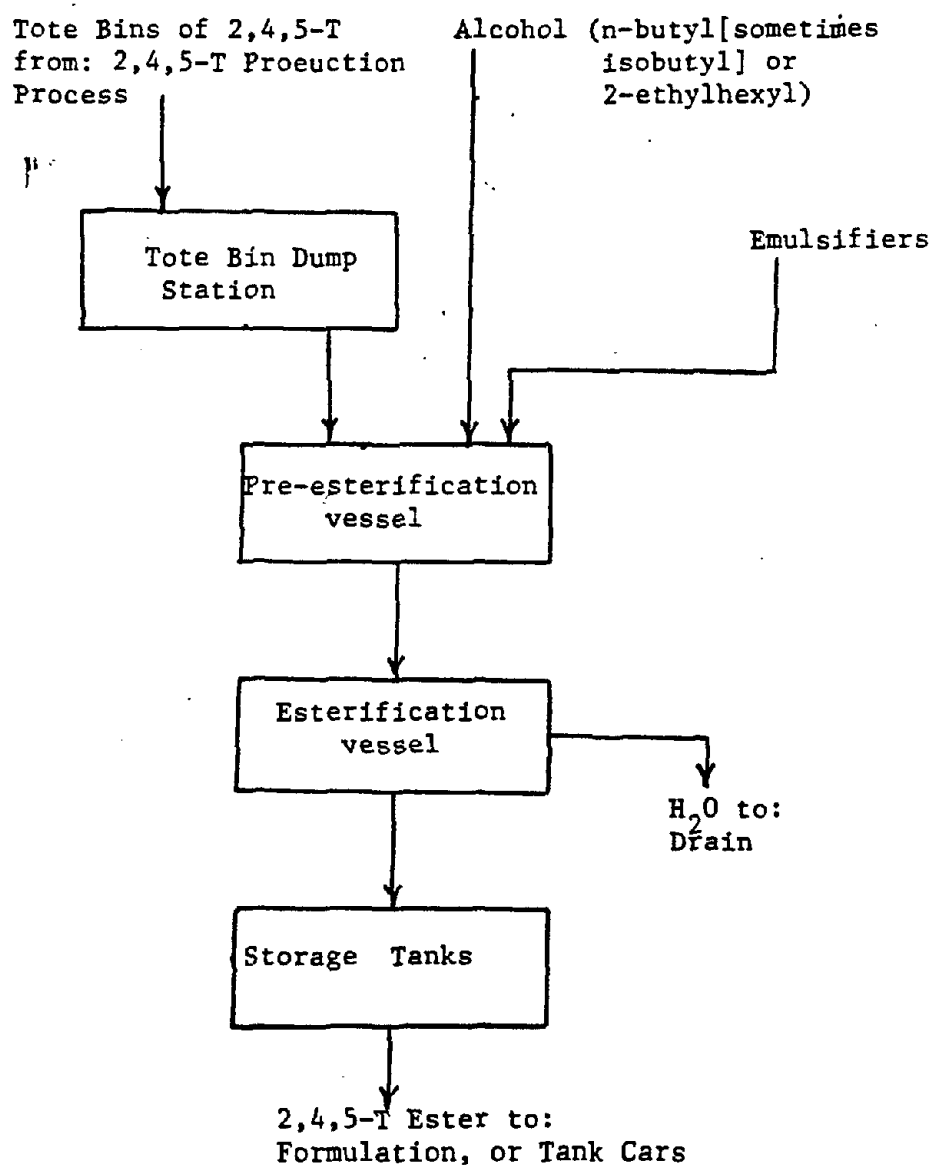 Tote Bins of 2,4,5-T
from: 2,4,5-T Proeuction
Process
Alcohol (n-butyl[sometimes
isobutyl] or
2-ethylhexyl)
Emulsifiers
Tote Bin Dump
Station
Pre-esterification
vessel
Esterification
vessel
H2O to:
Drain
Storage Tanks
2,4,5-T Ester to:
Formulation, or Tank Cars